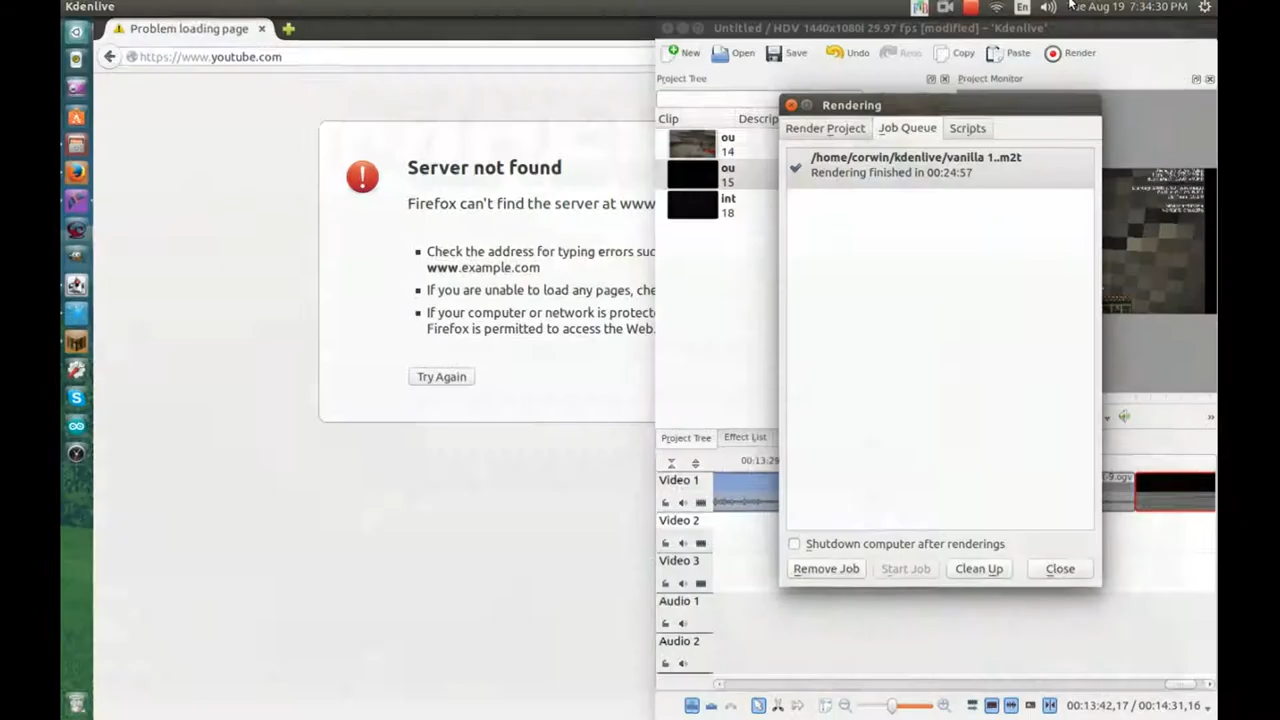 Kdenlive
En
Tue Aug 19 7:34:30 PM
Problem loading page
https://www.youtube.com
Server not found
Firefox can't find the server at www
Check the address for typing errors suc
www.example.com
If you are unable to load any pages, che
If your computer or network is protecte
Firefox is permitted to access the Web.
Try Again
Untitled / HDV 1440x1080i 29.97 fps [modified] – 'Kdenlive'
New
Open
Save
Undo
Redo
Copy
Paste
Render
Project Tree
Project Monitor
Clip
Descrip
ou
14
ou
15
int
18
Rendering
Render Project
Job Queue
Scripts
/home/corwin/kdenlive/vanilla 1..m2t
Rendering finished in 00:24:57
Shutdown computer after renderings
Remove Job
Start Job
Clean Up
Close
Project Tree
Effect List
00:13:29
Video 1
Video 2
Video 3
Audio 1
Audio 2
00:13:42,17 / 00:14:31,16